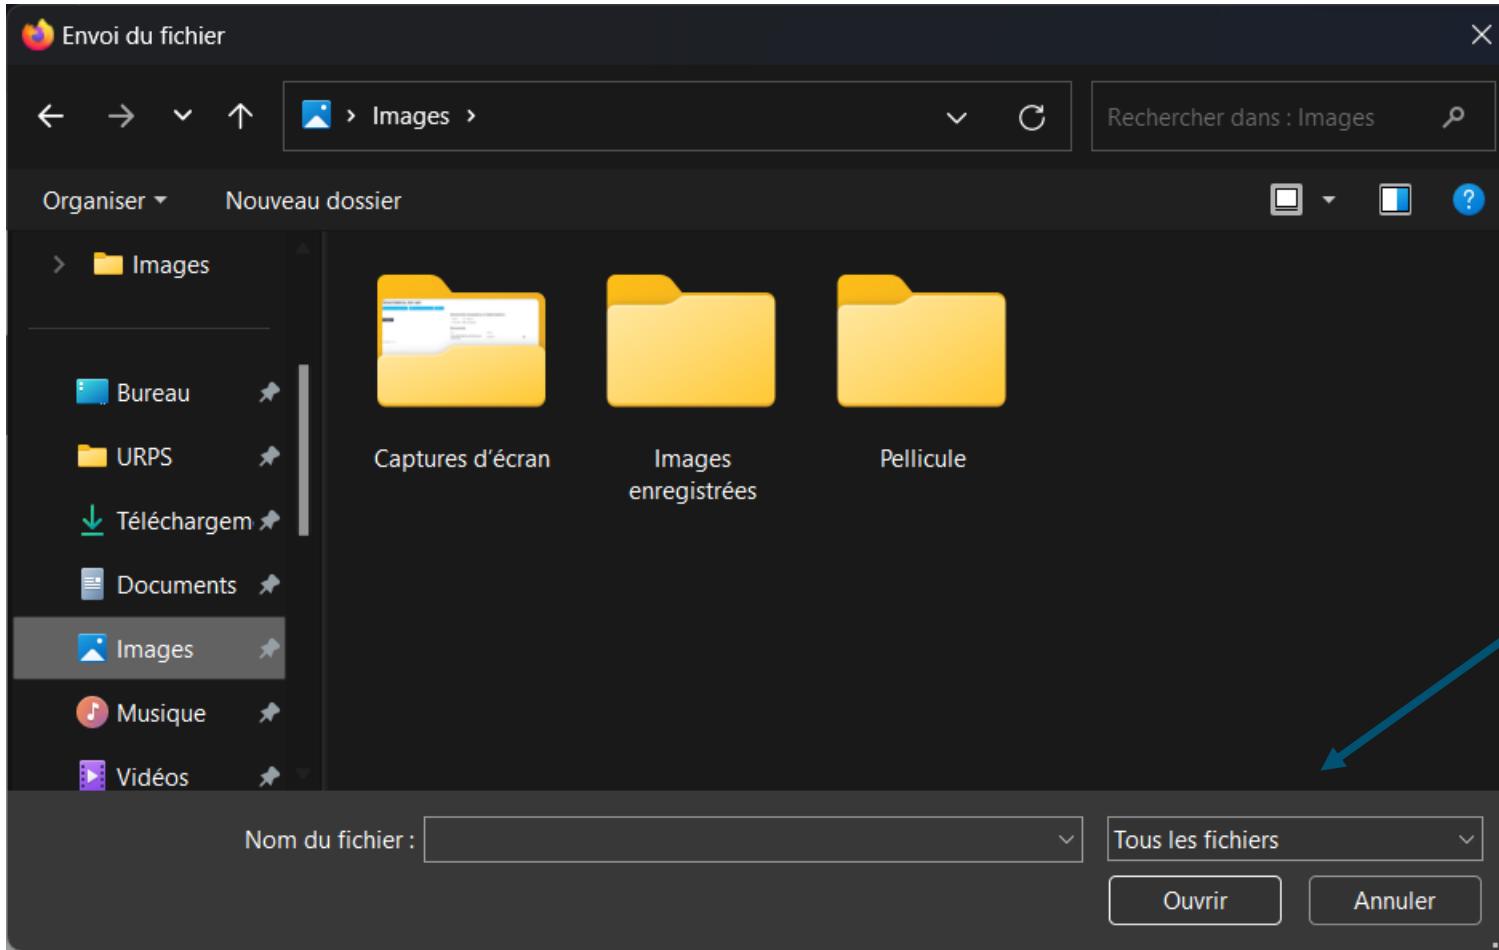 Envoi du fichier
Images
Rechercher dans : Images
Organiser
Nouveau dossier
Images
Bureau
URPS
Téléchargem
Documents
Images
Musique
Vidéos
Captures d’écran
Images
enregistrées
Pellicule
Nom du fichier :
Tous les fichiers
Ouvrir
Annuler